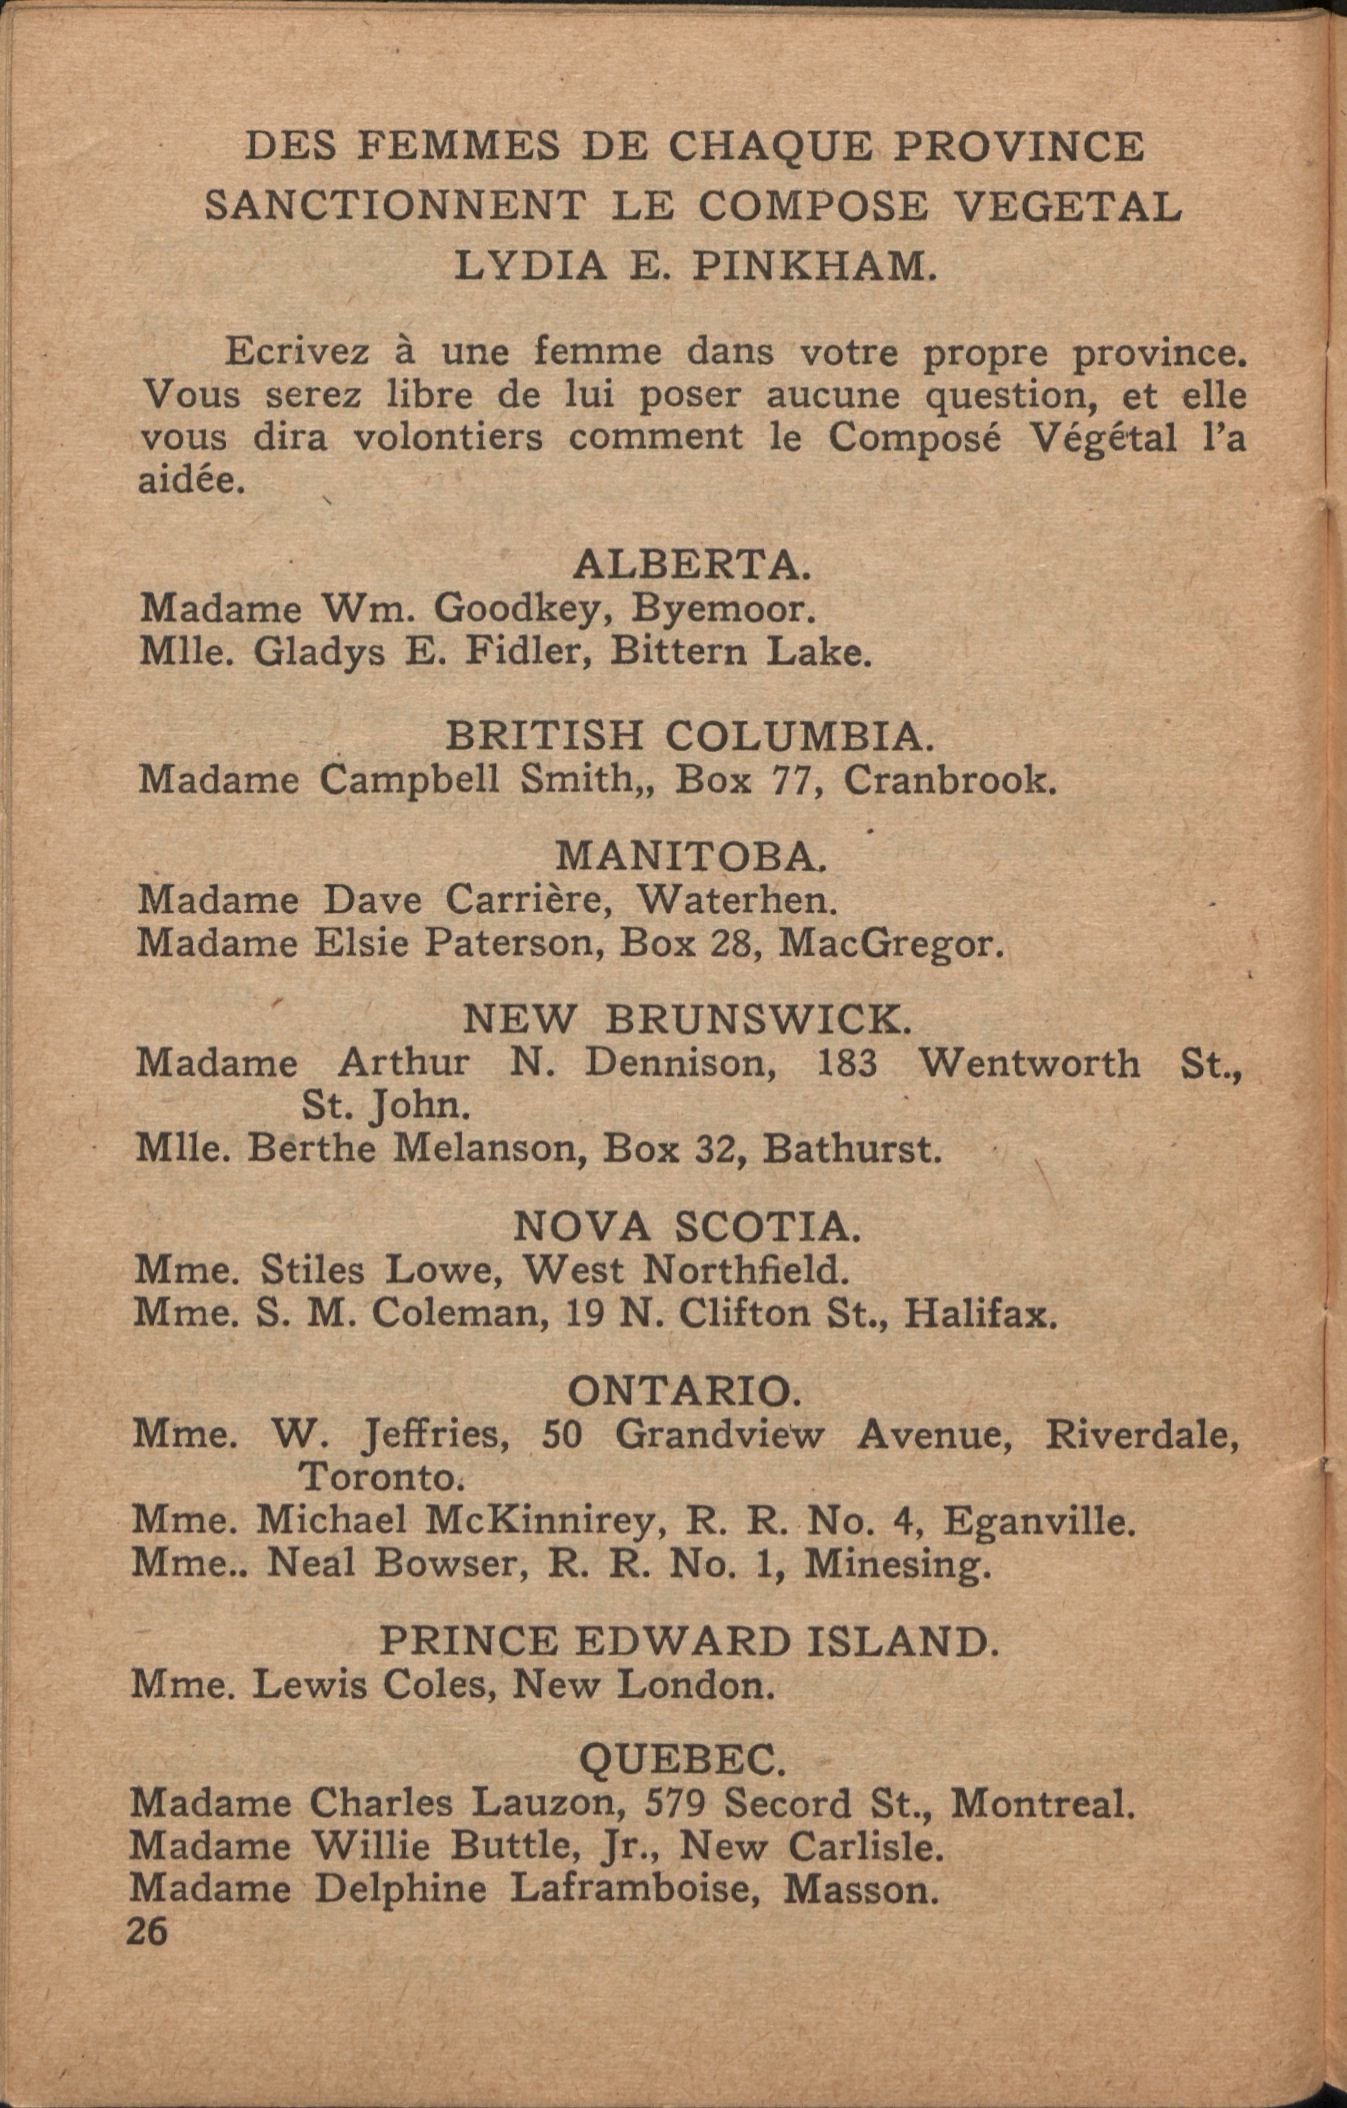 DES FEMMES DE CHAQUE PROVINCE
SANCTIONNENT LE COMPOSE VEGETAL
LYDIA E. PINKHAM.
Ecrivez à une femme dans votre propre province.
Vous serez libre de lui poser aucune question, et elle
vous dira volontiers comment le Composé Végétal l'a
aidée.
ALBERTA.
Madame Wm. Goodkey, Byemoor.
Mlle. Gladys E. Fidler, Bittern Lake.
BRITISH COLUMBIA.
Madame Campbell Smith,, Box 77, Cranbrook.
MANITOBA.
Madame Dave Carrière, Waterhen.
Madame Elsie Paterson, Box 28, MacGregor.
NEW BRUNSWICK.
Madame Arthur N. Dennison, 183 Wentworth St.,
St. John.
Mlle. Berthe Melanson, Box 32, Bathurst.
NOVA SCOTIA.
Mme. Stiles Lowe, West Northfield.
Mme. S. M. Coleman, 19 N. Clifton St., Halifax.
ONTARIO.
Mme. W. Jeffries, 50 Grandview Avenue, Riverdale,
Toronto.
Mme. Michael McKinnirey, R. R. No. 4, Eganville.
Mme.. Neal Bowser, R. R. No. 1, Minesing.
PRINCE EDWARD ISLAND.
Mme. Lewis Coles, New London.
QUEBEC.
Madame Charles Lauzon, 579 Secord St., Montreal.
Madame Willie Buttle, Jr., New Carlisle.
Madame Delphine Laframboise, Masson.
26